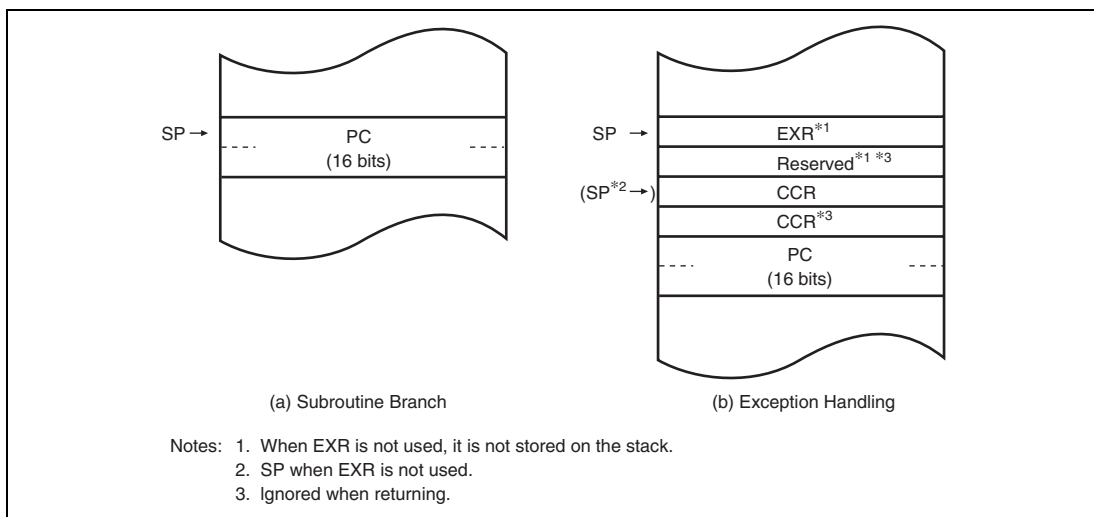 SP → PC
(16 bits)
(a) Subroutine Branch
SP → EXR*1
Reserved*1 *3
(SP*2 →) CCR
CCR*3
PC
(16 bits)
(b) Exception Handling
Notes: 1. When EXR is not used, it is not stored on the stack.
2. SP when EXR is not used.
3. Ignored when returning.